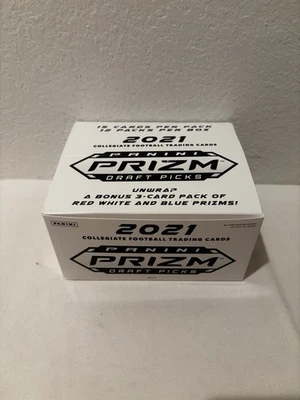 15 CARDS PER PACK
12 PACKS PER BOX
2021
COLLEGIATE FOOTBALL TRADING CARDS
PANINI
PRIZM
DRAFT PICKS
UNWRAP
A BONUS 3-CARD PACK OF
RED WHITE AND BLUE PRIZMS!
PANINI
2021
COLLEGIATE FOOTBALL TRADING CARDS
PANINI
PRIZM
DRAFT PICKS